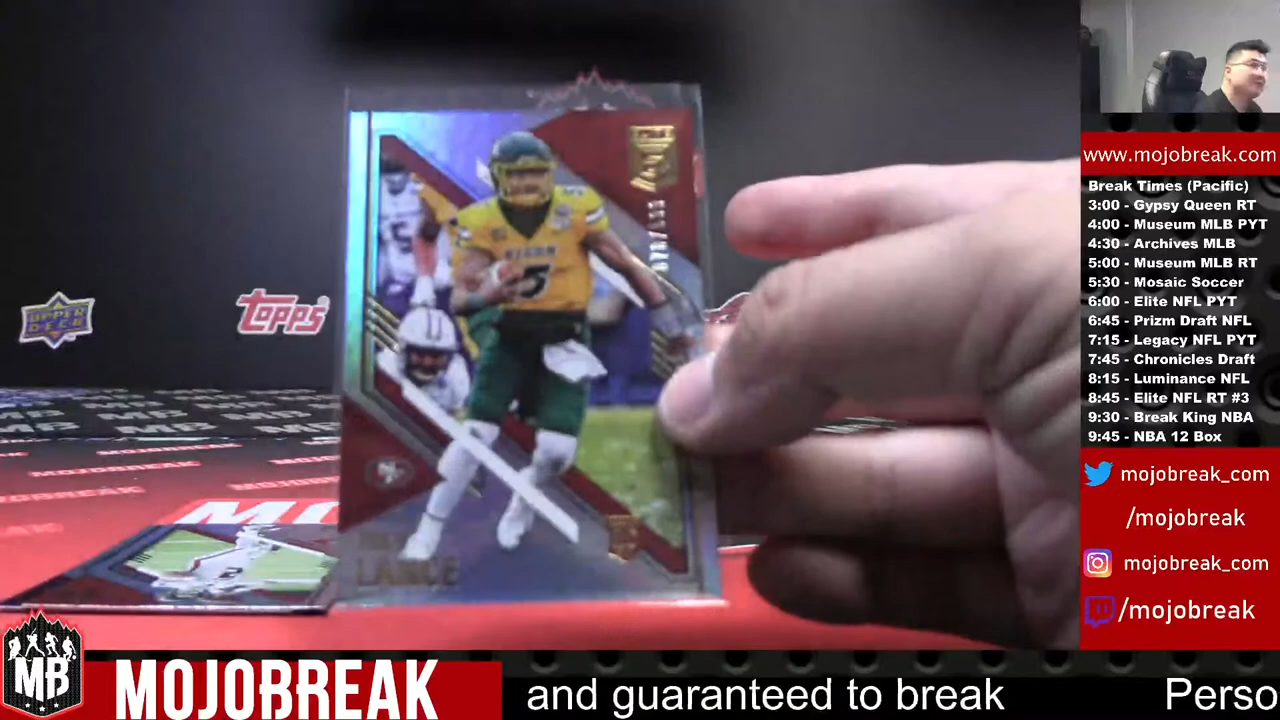 www.mojobreak.com
Break Times (Pacific)
3:00 - Gypsy Queen RT
4:00 - Museum MLB PYT
4:30 - Archives MLB
5:00 - Museum MLB RT
5:30 - Mosaic Soccer
6:00 - Elite NFL PYT
6:45 - Prizm Draft NFL
7:15 - Legacy NFL PYT
7:45 - Chronicles Draft
8:15 - Luminance NFL
8:45 - Elite NFL RT #3
9:30 - Break King NBA
9:45 - NBA 12 Box
mojobreak_com
/mojobreak
mojobreak_com
/mojobreak
UPPER
DECK
topps
5
LANCE
MB
MOJOBREAK
and guaranteed to break Perso